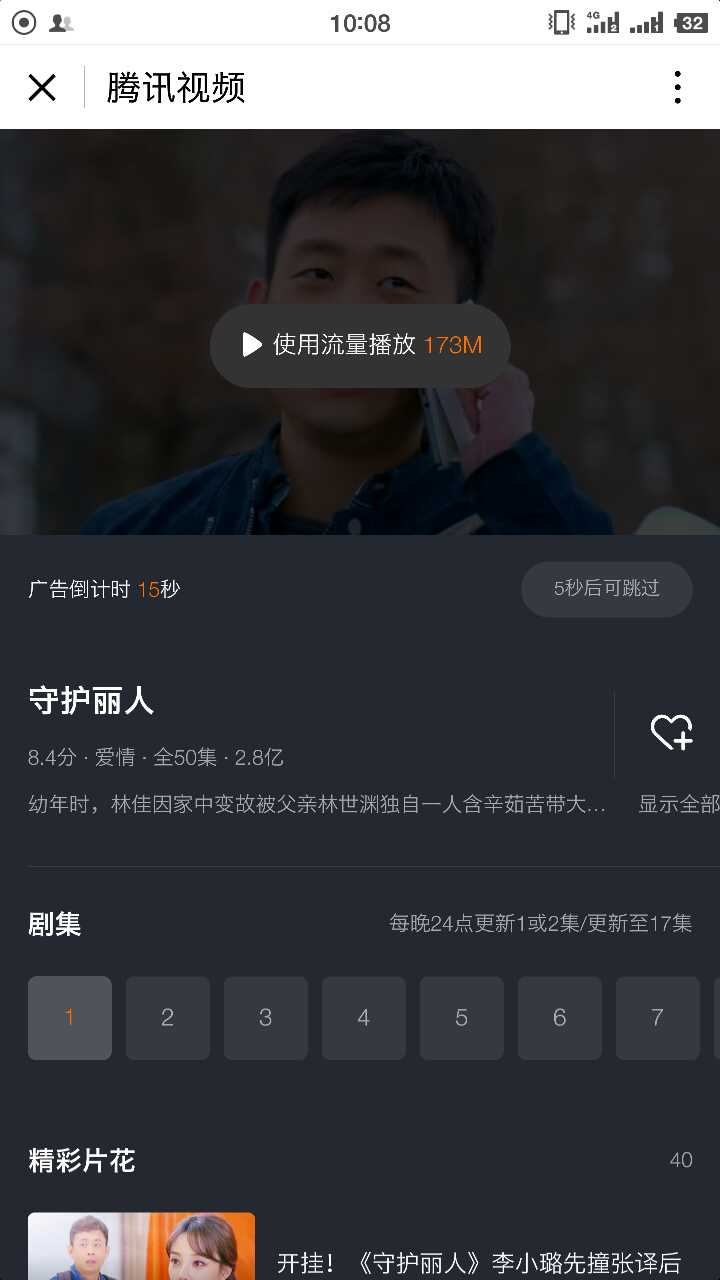 10:08
4G 2 1 32
腾讯视频
使用流量播放 173M
广告倒计时 15秒
5秒后可跳过
守护丽人
8.4分 · 爱情 · 全50集 · 2.8亿
幼年时，林佳因家中变故被父亲林世渊独自一人含辛茹苦带大… 显示全部
剧集
每晚24点更新1或2集/更新至17集
1 2 3 4 5 6 7
精彩片花
40
开挂！《守护丽人》李小璐先撞张译后